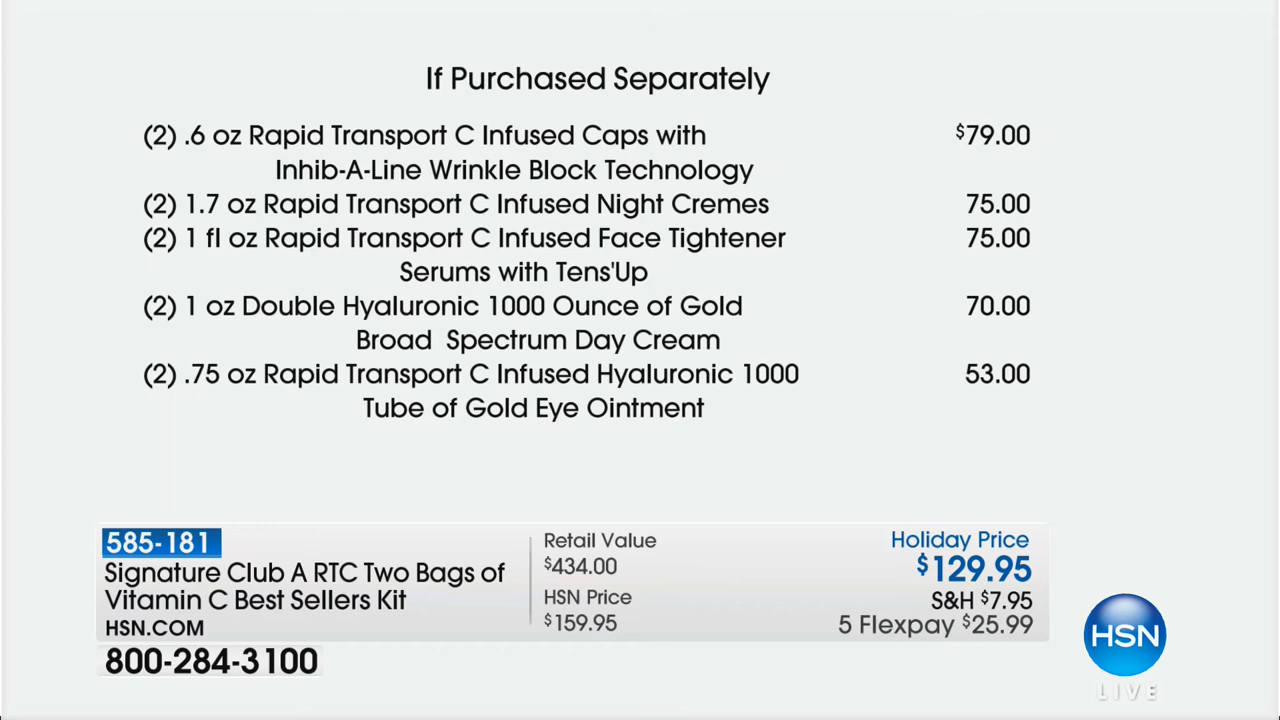 If Purchased Separately
(2) .6 oz Rapid Transport C Infused Caps with $79.00
Inhib-A-Line Wrinkle Block Technology
(2) 1.7 oz Rapid Transport C Infused Night Cremes 75.00
(2) 1 fl oz Rapid Transport C Infused Face Tightener 75.00
Serums with Tens'Up
(2) 1 oz Double Hyaluronic 1000 Ounce of Gold 70.00
Broad Spectrum Day Cream
(2) .75 oz Rapid Transport C Infused Hyaluronic 1000 53.00
Tube of Gold Eye Ointment
585-181
Signature Club A RTC Two Bags of
Vitamin C Best Sellers Kit
HSN.COM
800-284-3100
Retail Value
$434.00
HSN Price
$159.95
Holiday Price
$129.95
S&H $7.95
5 Flexpay $25.99
HSN
LIVE